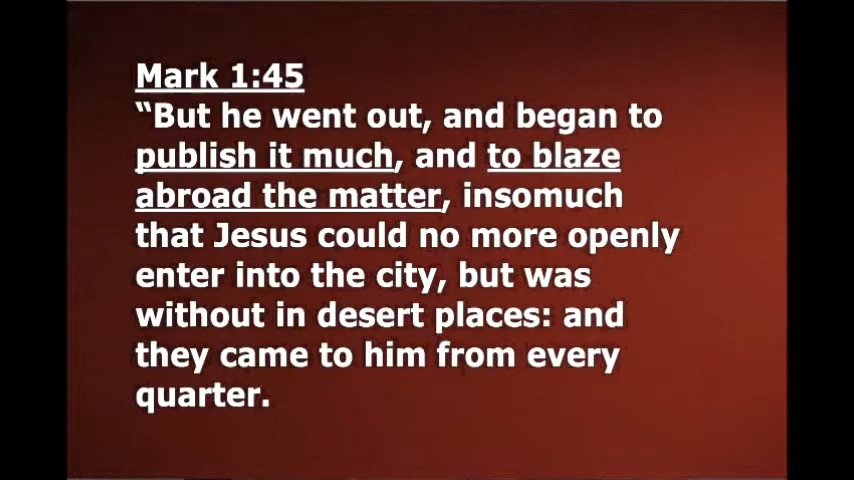 Mark 1:45
“But he went out, and began to
publish it much, and to blaze
abroad the matter, insomuch
that Jesus could no more openly
enter into the city, but was
without in desert places: and
they came to him from every
quarter.